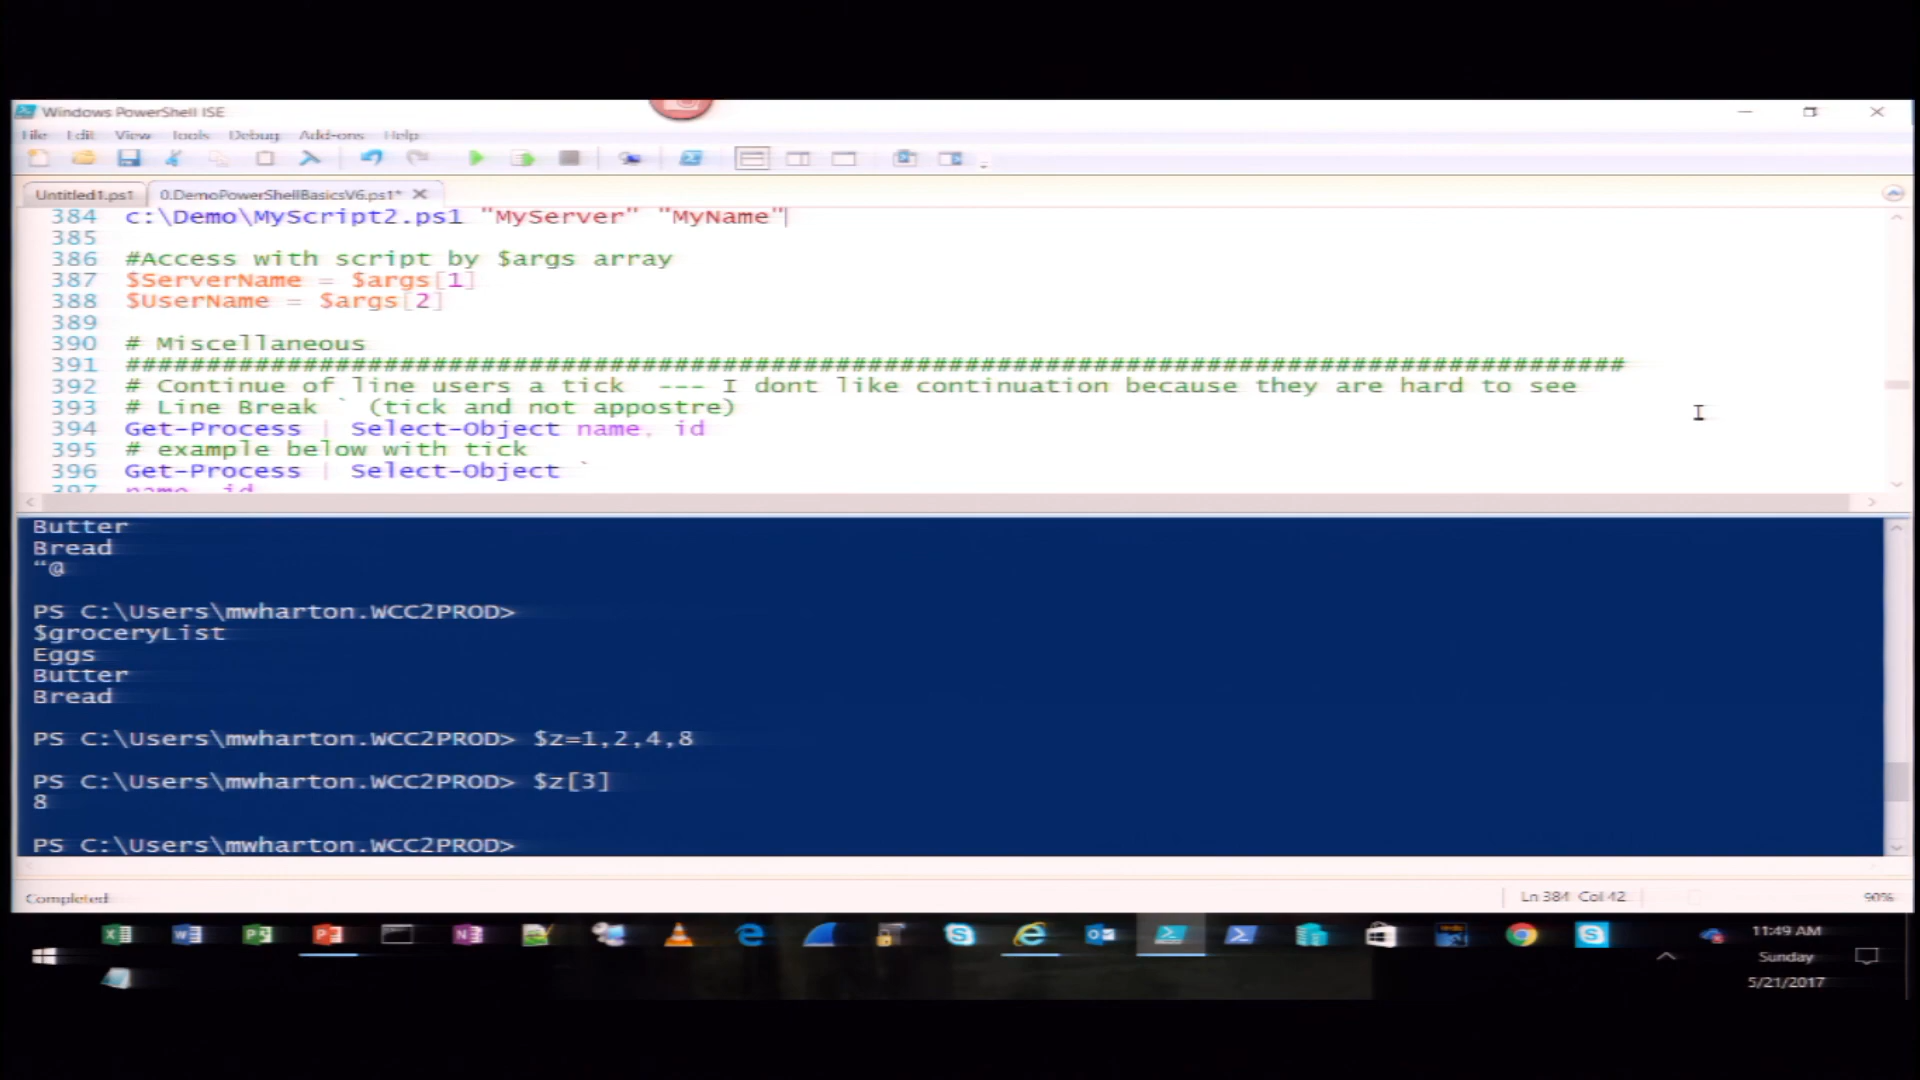 Windows PowerShell ISE
File Edit View Tools Debug Add-ons Help
Untitled1.ps1 0.DemoPowerShellBasicsV6.ps1*
384 c:\Demo\MyScript2.ps1 "MyServer" "MyName"
385
386 #Access with script by $args array
387 $ServerName = $args[1]
388 $UserName = $args[2]
389
390 # Miscellaneous
391 #############################################################################################
392 # Continue of line users a tick --- I dont like continuation because they are hard to see
393 # Line Break ` (tick and not appostre)
394 Get-Process | Select-Object name, id
395 # example below with tick
396 Get-Process | Select-Object `
397 name, id
Butter
Bread
"@
PS C:\Users\mwharton.WCC2PROD>
$groceryList
Eggs
Butter
Bread
PS C:\Users\mwharton.WCC2PROD> $z=1,2,4,8
PS C:\Users\mwharton.WCC2PROD> $z[3]
8
PS C:\Users\mwharton.WCC2PROD>
Completed Ln 384 Col 42 90%
11:49 AM
Sunday
5/21/2017